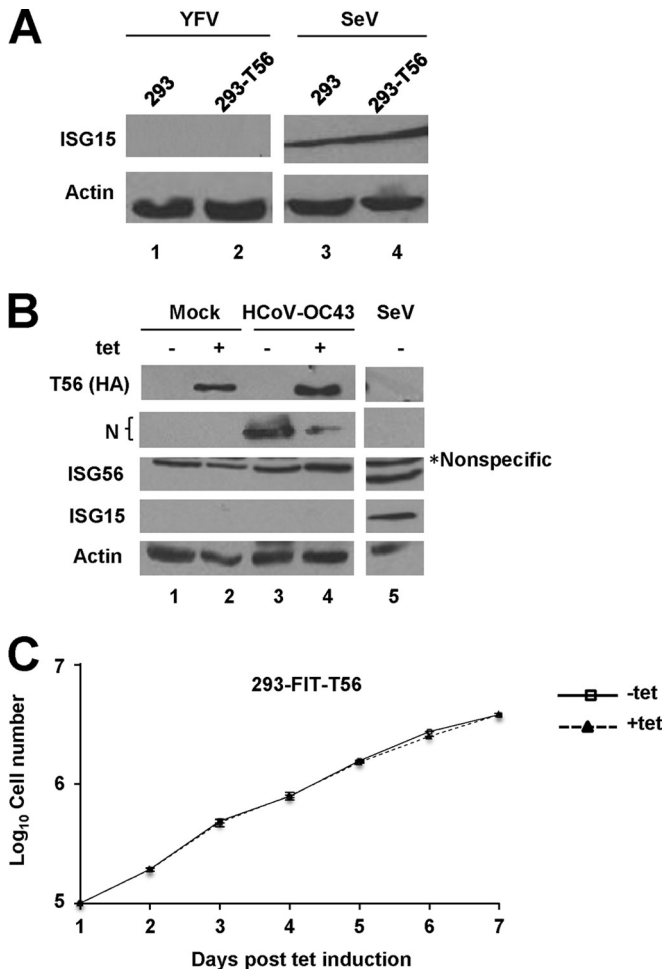 A
YFV SeV
293 293-T56 293 293-T56
ISG15
Actin
1 2 3 4
B
Mock HCoV-OC43 SeV
tet - + - + -
T56 (HA)
N {
*Nonspecific
ISG56
ISG15
Actin
1 2 3 4 5
C
7
293-FIT-T56
-tet
+tet
Log10 Cell number
6
5
1 2 3 4 5 6 7
Days post tet induction